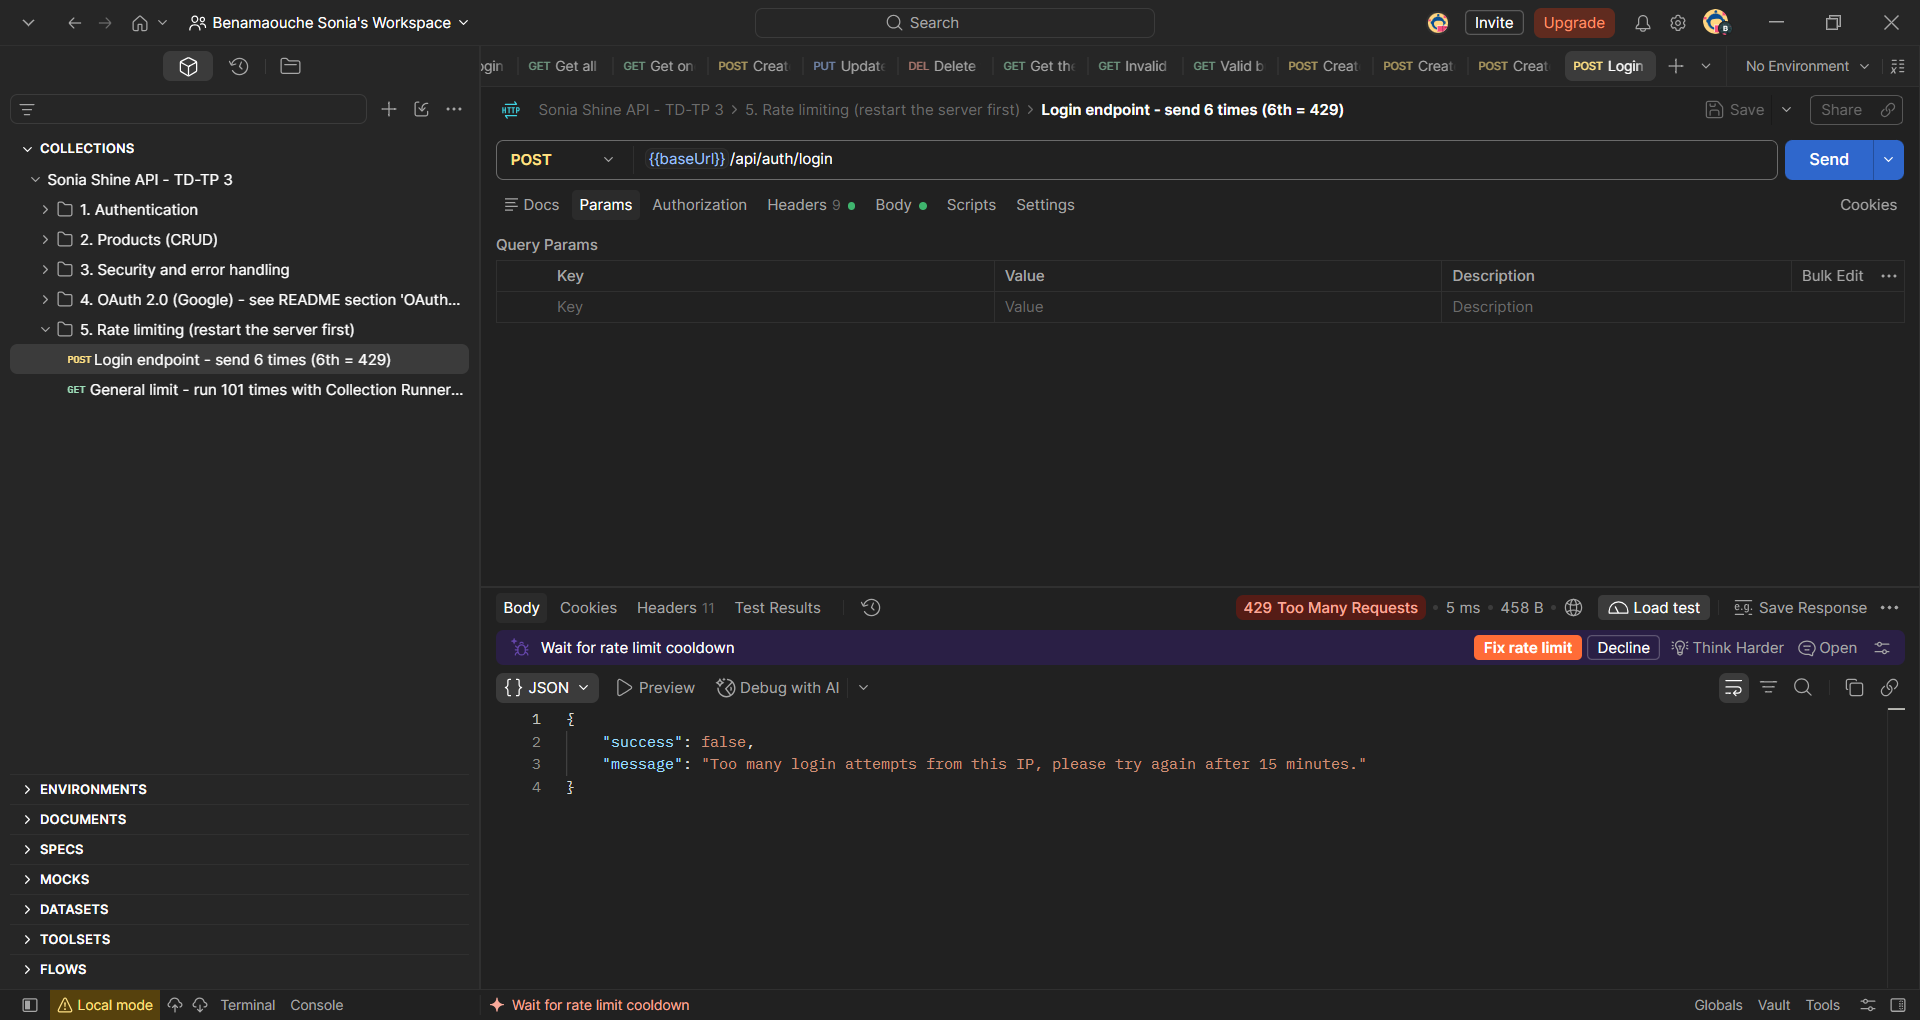 Benamaouche Sonia's Workspace
Search
Invite
Upgrade
ogin
GET Get all
GET Get on
POST Creat
PUT Update
DEL Delete
GET Get the
GET Invalid
GET Valid b
POST Creat
POST Creat
POST Creat
POST Login
No Environment
Sonia Shine API - TD-TP 3 > 5. Rate limiting (restart the server first) > Login endpoint - send 6 times (6th = 429)
Save
Share
COLLECTIONS
Sonia Shine API - TD-TP 3
1. Authentication
2. Products (CRUD)
3. Security and error handling
4. OAuth 2.0 (Google) - see README section 'OAuth...
5. Rate limiting (restart the server first)
POST Login endpoint - send 6 times (6th = 429)
GET General limit - run 101 times with Collection Runner...
HTTP
POST
{{baseUrl}} /api/auth/login
Send
Docs Params Authorization Headers 9 Body Scripts Settings
Cookies
Query Params
Key Value Description Bulk Edit
Key Value Description
Body Cookies Headers 11 Test Results
429 Too Many Requests 5 ms 458 B Load test e.g. Save Response
Wait for rate limit cooldown
Fix rate limit Decline Think Harder Open
{} JSON Preview Debug with AI
1 {
2 "success": false,
3 "message": "Too many login attempts from this IP, please try again after 15 minutes."
4 }
ENVIRONMENTS
DOCUMENTS
SPECS
MOCKS
DATASETS
TOOLSETS
FLOWS
Local mode
Terminal Console
Wait for rate limit cooldown
Globals Vault Tools